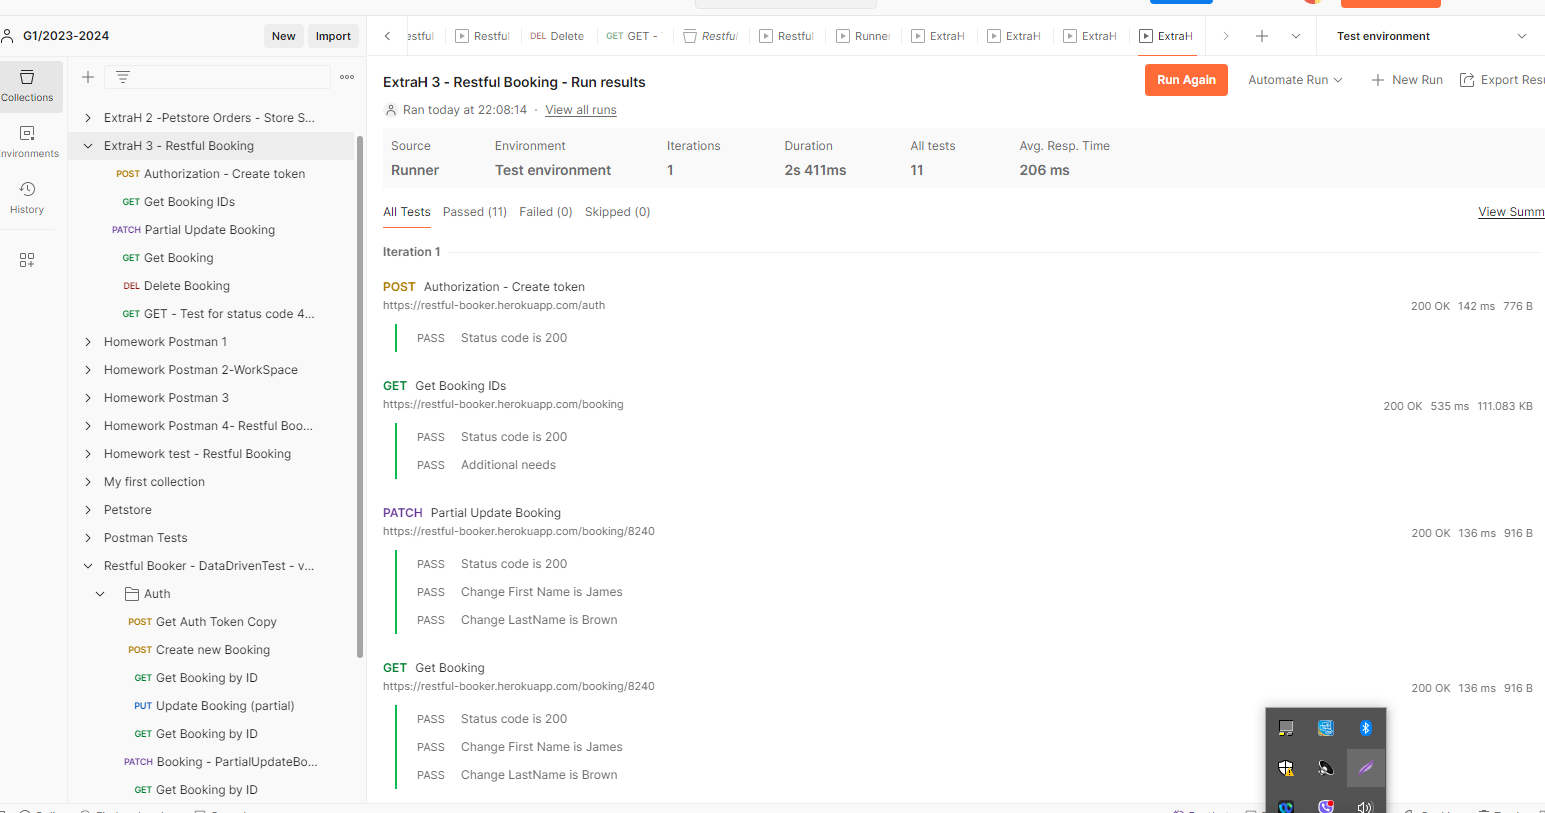 G1/2023-2024
New
Import
Restful
DEL Delete
GET GET -
Restful
Restful
Runner
ExtraH
ExtraH
ExtraH
ExtraH
Test environment
Collections
History
ExtraH 2 -Petstore Orders - Store S...
ExtraH 3 - Restful Booking
POST Authorization - Create token
GET Get Booking IDs
PATCH Partial Update Booking
GET Get Booking
DEL Delete Booking
GET GET - Test for status code 4...
Homework Postman 1
Homework Postman 2-WorkSpace
Homework Postman 3
Homework Postman 4- Restful Boo...
Homework test - Restful Booking
My first collection
Petstore
Postman Tests
Restful Booker - DataDrivenTest - v...
Auth
POST Get Auth Token Copy
POST Create new Booking
GET Get Booking by ID
PUT Update Booking (partial)
GET Get Booking by ID
PATCH Booking - PartialUpdateBo...
GET Get Booking by ID
ExtraH 3 - Restful Booking - Run results
Run Again
Automate Run
New Run
Export Resu
Ran today at 22:08:14 · View all runs
Source Environment Iterations Duration All tests Avg. Resp. Time
Runner Test environment 1 2s 411ms 11 206 ms
All Tests Passed (11) Failed (0) Skipped (0)
View Summ
Iteration 1
POST Authorization - Create token
https://restful-booker.herokuapp.com/auth
200 OK 142 ms 776 B
PASS Status code is 200
GET Get Booking IDs
https://restful-booker.herokuapp.com/booking
200 OK 535 ms 111.083 KB
PASS Status code is 200
PASS Additional needs
PATCH Partial Update Booking
https://restful-booker.herokuapp.com/booking/8240
200 OK 136 ms 916 B
PASS Status code is 200
PASS Change First Name is James
PASS Change LastName is Brown
GET Get Booking
https://restful-booker.herokuapp.com/booking/8240
200 OK 136 ms 916 B
PASS Status code is 200
PASS Change First Name is James
PASS Change LastName is Brown